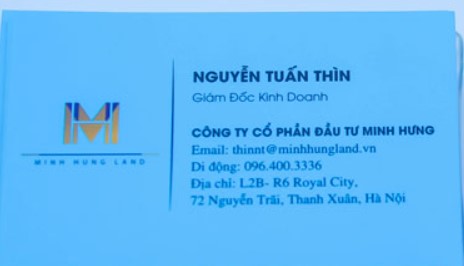 MINH HUNG LAND
NGUYỄN TUẤN THÌN
Giám Đốc Kinh Doanh
CÔNG TY CỔ PHẦN ĐẦU TƯ MINH HƯNG
Email: thinnt@minhhungland.vn
Di động: 096.400.3336
Địa chỉ: L2B- R6 Royal City,
72 Nguyễn Trãi, Thanh Xuân, Hà Nội